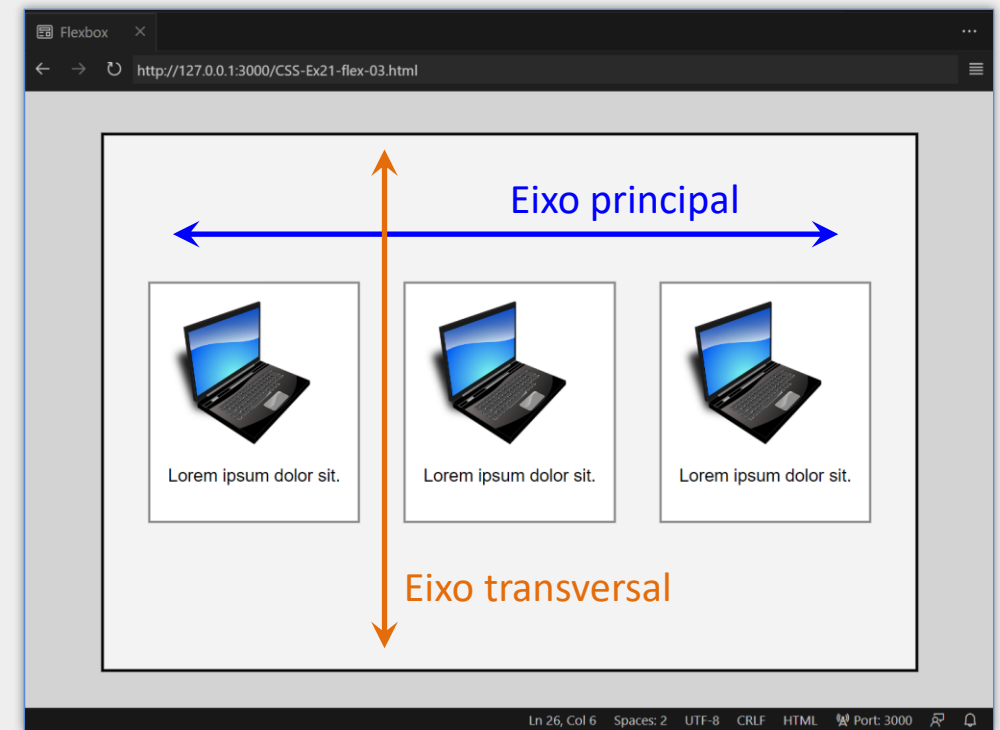 Flexbox
http://127.0.0.1:3000/CSS-Ex21-flex-03.html
Eixo principal
Lorem ipsum dolor sit. Lorem ipsum dolor sit. Lorem ipsum dolor sit.
Eixo transversal
Ln 26, Col 6 Spaces: 2 UTF-8 CRLF HTML Port: 3000